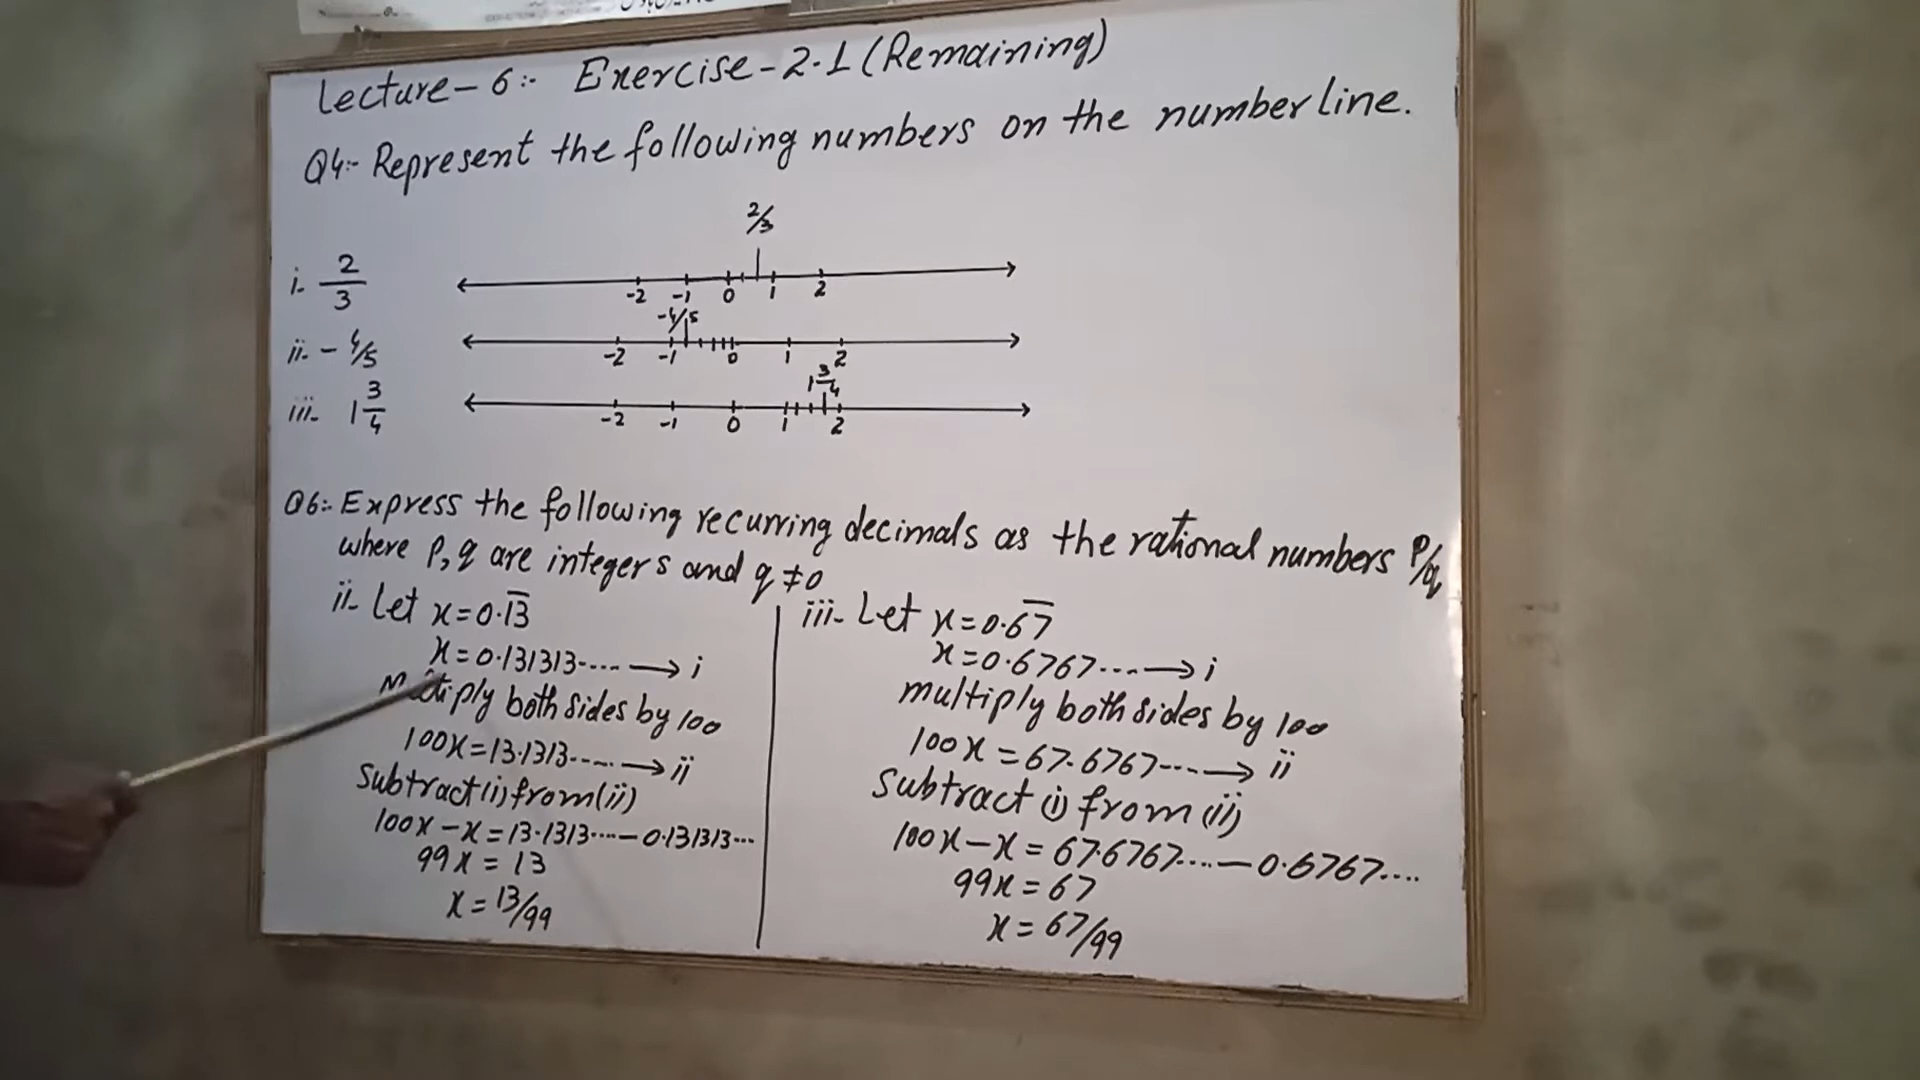 Lecture-6:- Exercise-2.1 (Remaining)
Q4:- Represent the following numbers on the number line.
2/3
i- 2/3
-2 -1 0 1 2
-4/5
ii- -4/5
-2 -1 0 1 2
1 3/4
iii- 1 3/4
-2 -1 0 1 2
Q6:- Express the following recurring decimals as the rational numbers P/q,
where P, q are integers and q ≠ 0
ii- Let x = 0.1̅3̅
x = 0.131313..... → i
Multiply both sides by 100
100x = 13.1313..... → ii
Subtract (i) from (ii)
100x - x = 13.1313..... - 0.131313...
99x = 13
x = 13/99
iii- Let x = 0.6̅7̅
x = 0.6767.... → i
multiply both sides by 100
100x = 67.6767.... → ii
Subtract (i) from (ii)
100x - x = 67.6767.... - 0.6767....
99x = 67
x = 67/99